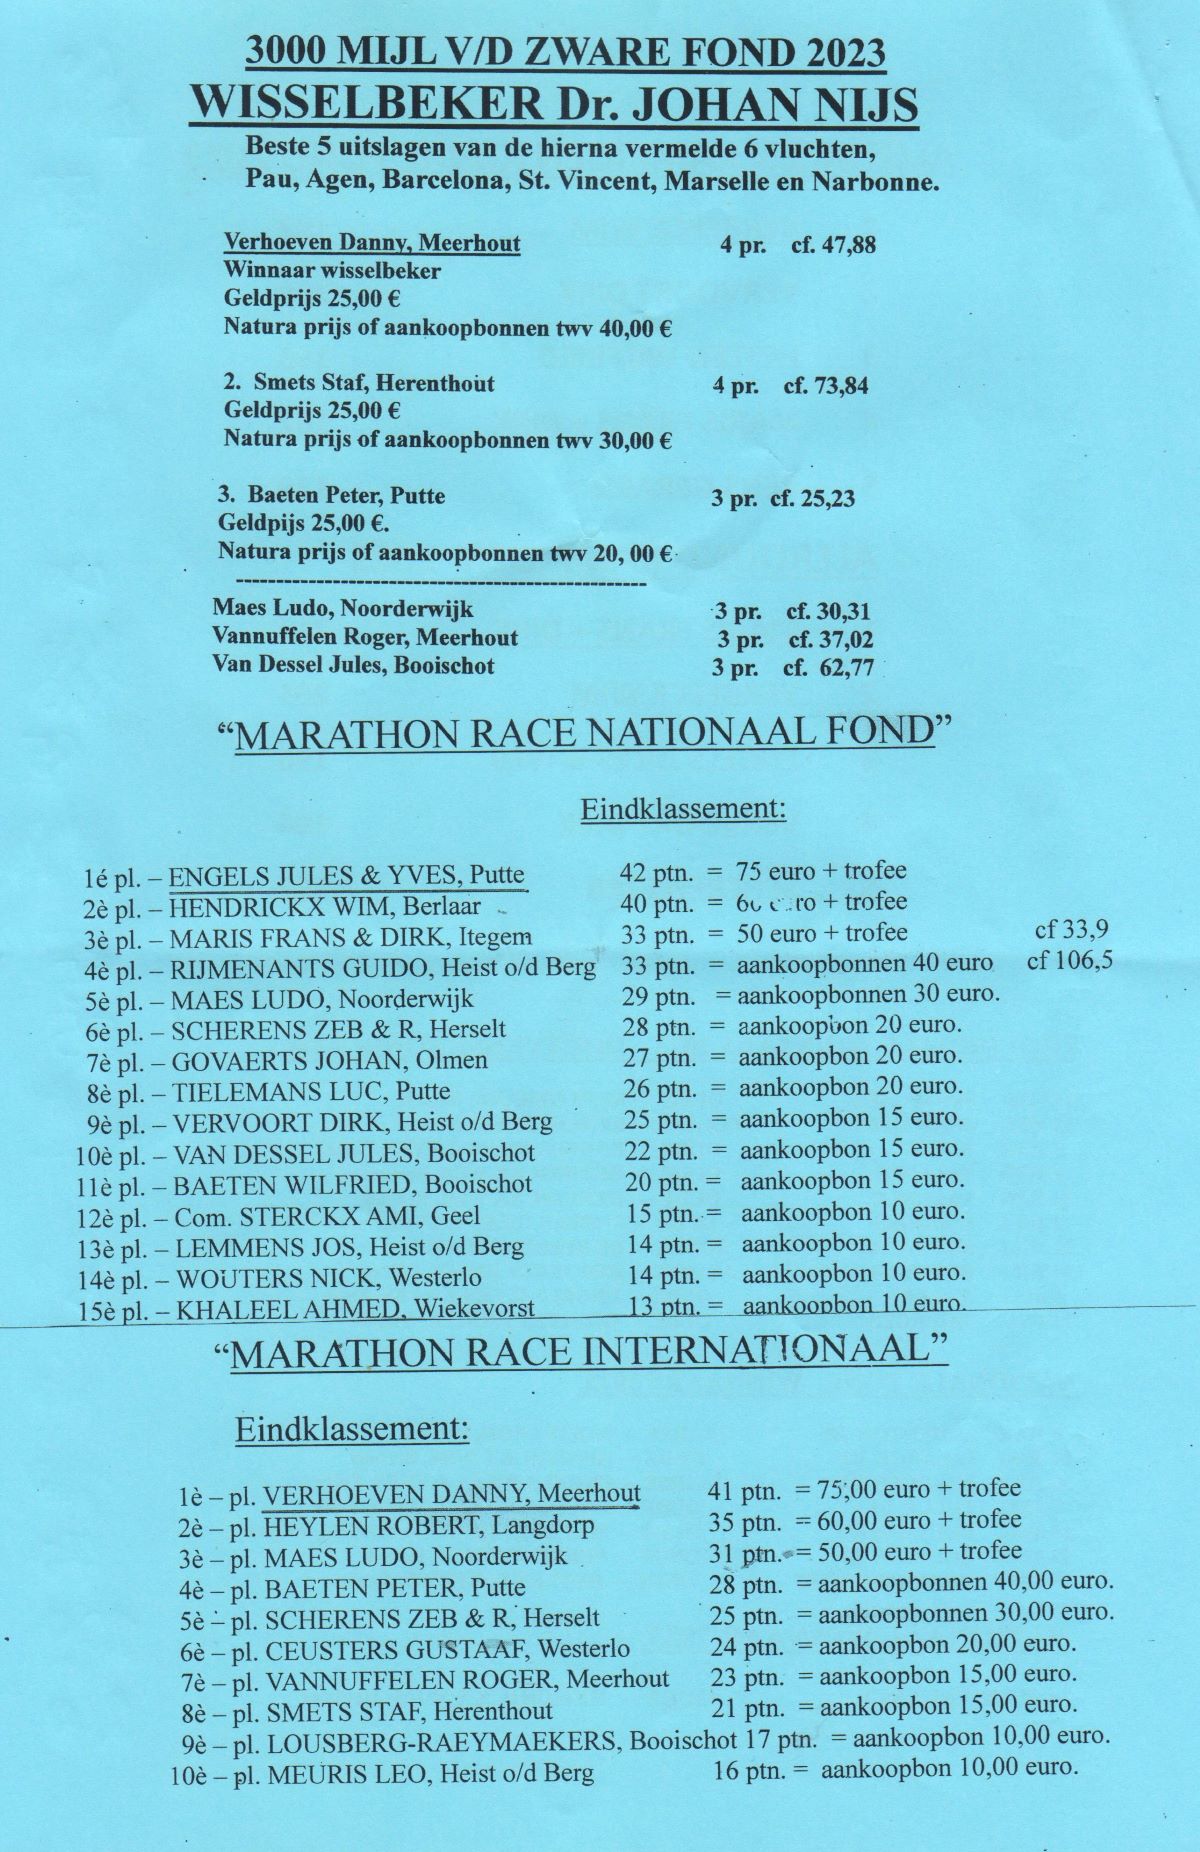 3000 MIJL V/D ZWARE FOND 2023
WISSELBEKER Dr. JOHAN NIJS
Beste 5 uitslagen van de hierna vermelde 6 vluchten,
Pau, Agen, Barcelona, St. Vincent, Marselle en Narbonne.
Verhoeven Danny, Meerhout 4 pr. cf. 47,88
Winnaar wisselbeker
Geldprijs 25,00 €
Natura prijs of aankoopbonnen twv 40,00 €
2. Smets Staf, Herenthout 4 pr. cf. 73,84
Geldprijs 25,00 €
Natura prijs of aankoopbonnen twv 30,00 €
3. Baeten Peter, Putte 3 pr. cf. 25,23
Geldpijs 25,00 €.
Natura prijs of aankoopbonnen twv 20, 00 €
--------------------------------------------------
Maes Ludo, Noorderwijk 3 pr. cf. 30,31
Vannuffelen Roger, Meerhout 3 pr. cf. 37,02
Van Dessel Jules, Booischot 3 pr. cf. 62,77
“MARATHON RACE NATIONAAL FOND”
Eindklassement:
1é pl. – ENGELS JULES & YVES, Putte 42 ptn. = 75 euro + trofee
2è pl. – HENDRICKX WIM, Berlaar 40 ptn. = 60 euro + trofee
3è pl. – MARIS FRANS & DIRK, Itegem 33 ptn. = 50 euro + trofee cf 33,9
4è pl. – RIJMENANTS GUIDO, Heist o/d Berg 33 ptn. = aankoopbonnen 40 euro cf 106,5
5è pl. – MAES LUDO, Noorderwijk 29 ptn. = aankoopbonnen 30 euro.
6è pl. – SCHERENS ZEB & R, Herselt 28 ptn. = aankoopbon 20 euro.
7è pl. – GOVAERTS JOHAN, Olmen 27 ptn. = aankoopbon 20 euro.
8è pl. – TIELEMANS LUC, Putte 26 ptn. = aankoopbon 20 euro.
9è pl. – VERVOORT DIRK, Heist o/d Berg 25 ptn. = aankoopbon 15 euro.
10è pl. – VAN DESSEL JULES, Booischot 22 ptn. = aankoopbon 15 euro.
11è pl. – BAETEN WILFRIED, Booischot 20 ptn. = aankoopbon 15 euro.
12è pl. – Com. STERCKX AMI, Geel 15 ptn. = aankoopbon 10 euro.
13è pl. – LEMMENS JOS, Heist o/d Berg 14 ptn. = aankoopbon 10 euro.
14è pl. – WOUTERS NICK, Westerlo 14 ptn. = aankoopbon 10 euro.
15è pl. – KHALEEL AHMED, Wiekevorst 13 ptn. = aankoopbon 10 euro.
“MARATHON RACE INTERNATIONAAL”
Eindklassement:
1è – pl. VERHOEVEN DANNY, Meerhout 41 ptn. = 75,00 euro + trofee
2è – pl. HEYLEN ROBERT, Langdorp 35 ptn. = 60,00 euro + trofee
3è – pl. MAES LUDO, Noorderwijk 31 ptn. = 50,00 euro + trofee
4è – pl. BAETEN PETER, Putte 28 ptn. = aankoopbonnen 40,00 euro.
5è – pl. SCHERENS ZEB & R, Herselt 25 ptn. = aankoopbonnen 30,00 euro.
6è – pl. CEUSTERS GUSTAAF, Westerlo 24 ptn. = aankoopbon 20,00 euro.
7è – pl. VANNUFFELEN ROGER, Meerhout 23 ptn. = aankoopbon 15,00 euro.
8è – pl. SMETS STAF, Herenthout 21 ptn. = aankoopbon 15,00 euro.
9è – pl. LOUSBERG-RAEYMAEKERS, Booischot 17 ptn. = aankoopbon 10,00 euro.
10è – pl. MEURIS LEO, Heist o/d Berg 16 ptn. = aankoopbon 10,00 euro.